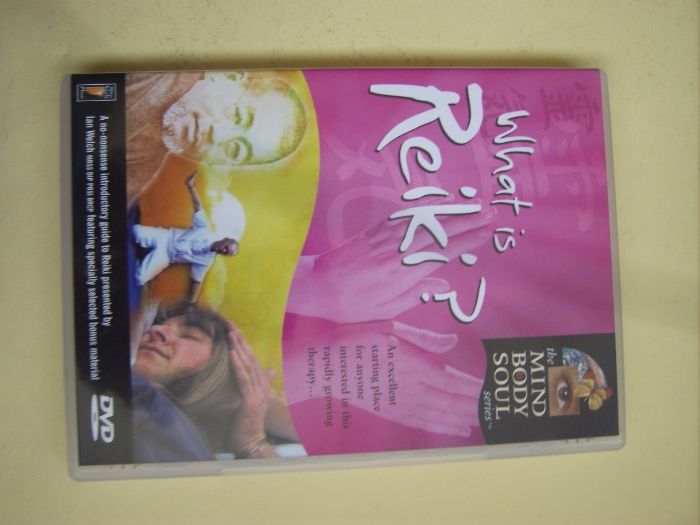 the
MIND
BODY
SOUL
series™
What is
Reiki?
An excellent
starting place
for anyone
interested in this
rapidly growing
therapy...
A no-nonsense introductory guide to Reiki presented by
Ian Welch featuring specially selected bonus material
DVD